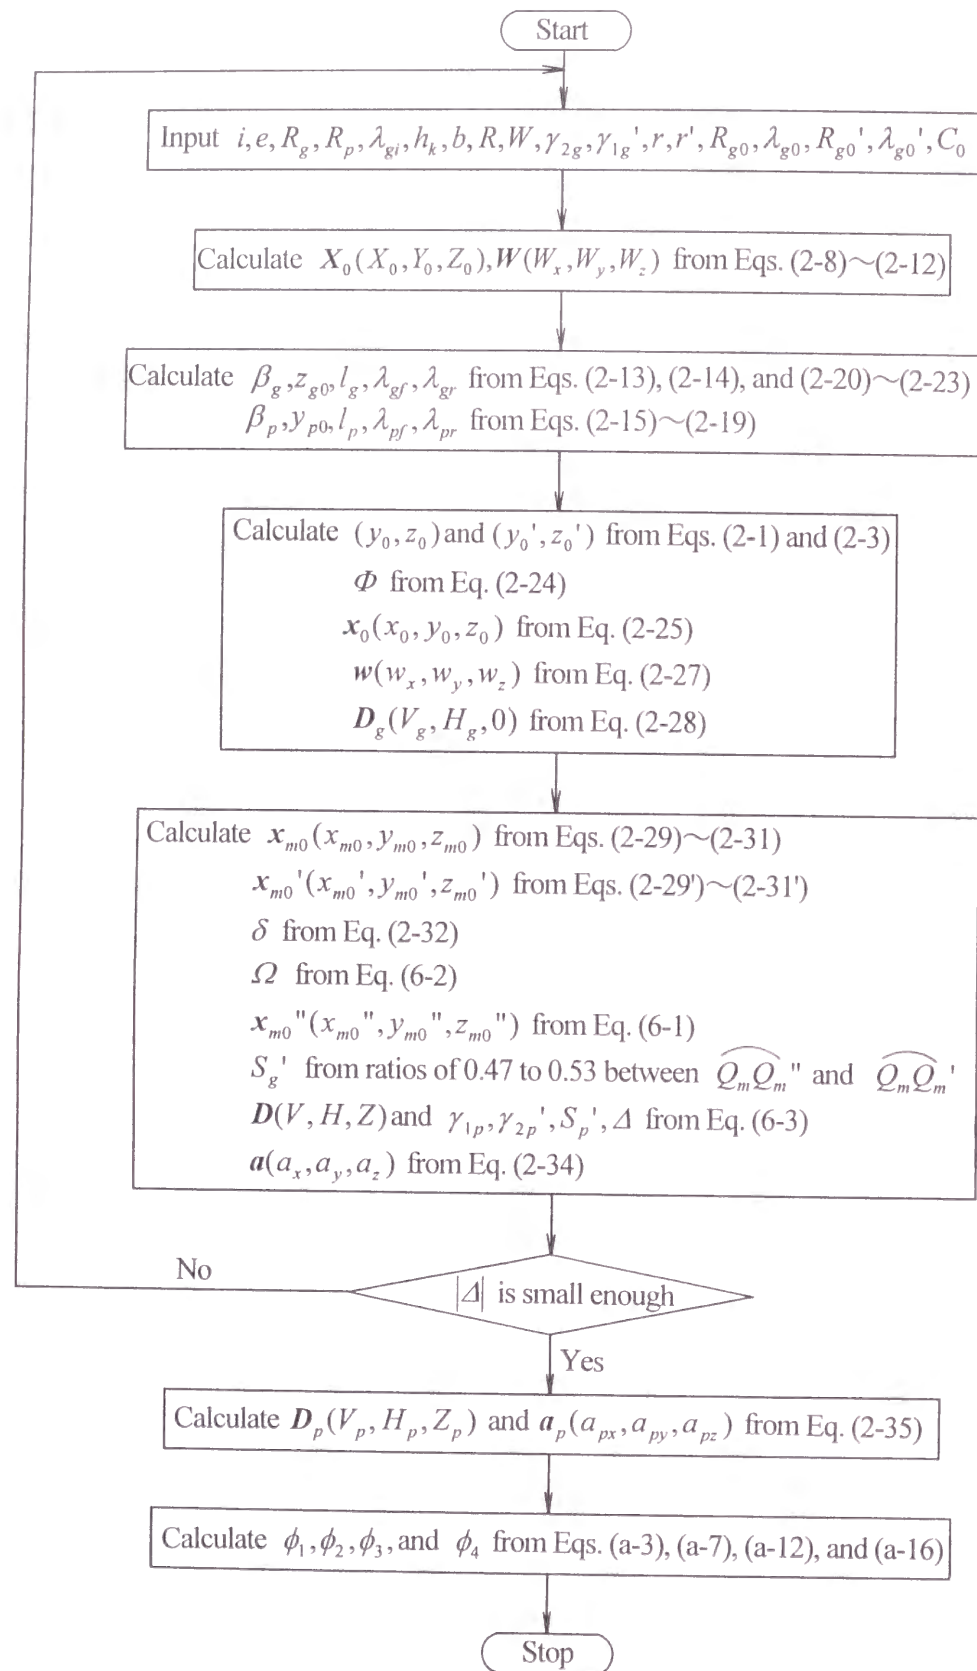 Start
Input i, e, R_g, R_p, λ_gi, h_k, b, R, W, γ_2g, γ_1g', r, r', R_g0, λ_g0, R_g0', λ_g0', C_0
Calculate X_0(X_0, Y_0, Z_0), W(W_x, W_y, W_z) from Eqs. (2-8)~(2-12)
Calculate β_g, z_g0, l_g, λ_gf, λ_gr from Eqs. (2-13), (2-14), and (2-20)~(2-23)
β_p, y_p0, l_p, λ_pf, λ_pr from Eqs. (2-15)~(2-19)
Calculate (y_0, z_0) and (y_0', z_0') from Eqs. (2-1) and (2-3)
Φ from Eq. (2-24)
x_0(x_0, y_0, z_0) from Eq. (2-25)
w(w_x, w_y, w_z) from Eq. (2-27)
D_g(V_g, H_g, 0) from Eq. (2-28)
Calculate x_m0(x_m0, y_m0, z_m0) from Eqs. (2-29)~(2-31)
x_m0'(x_m0', y_m0', z_m0') from Eqs. (2-29')~(2-31')
δ from Eq. (2-32)
Ω from Eq. (6-2)
x_m0''(x_m0'', y_m0'', z_m0'') from Eq. (6-1)
S_g' from ratios of 0.47 to 0.53 between Q_mQ_m'' and Q_mQ_m'
D(V, H, Z) and γ_1p, γ_2p', S_p', Δ from Eq. (6-3)
a(a_x, a_y, a_z) from Eq. (2-34)
No
|Δ| is small enough
Yes
Calculate D_p(V_p, H_p, Z_p) and a_p(a_px, a_py, a_pz) from Eq. (2-35)
Calculate ϕ_1, ϕ_2, ϕ_3, and ϕ_4 from Eqs. (a-3), (a-7), (a-12), and (a-16)
Stop